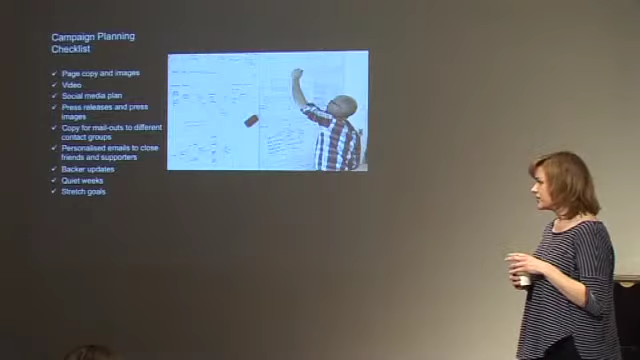 Campaign Planning
Checklist
✓ Page copy and images
✓ Video
✓ Social media plan
✓ Press releases and press
images
✓ Copy for mail-outs to different
contact groups
✓ Personalised emails to close
friends and supporters
✓ Backer updates
✓ Quiet weeks
✓ Stretch goals